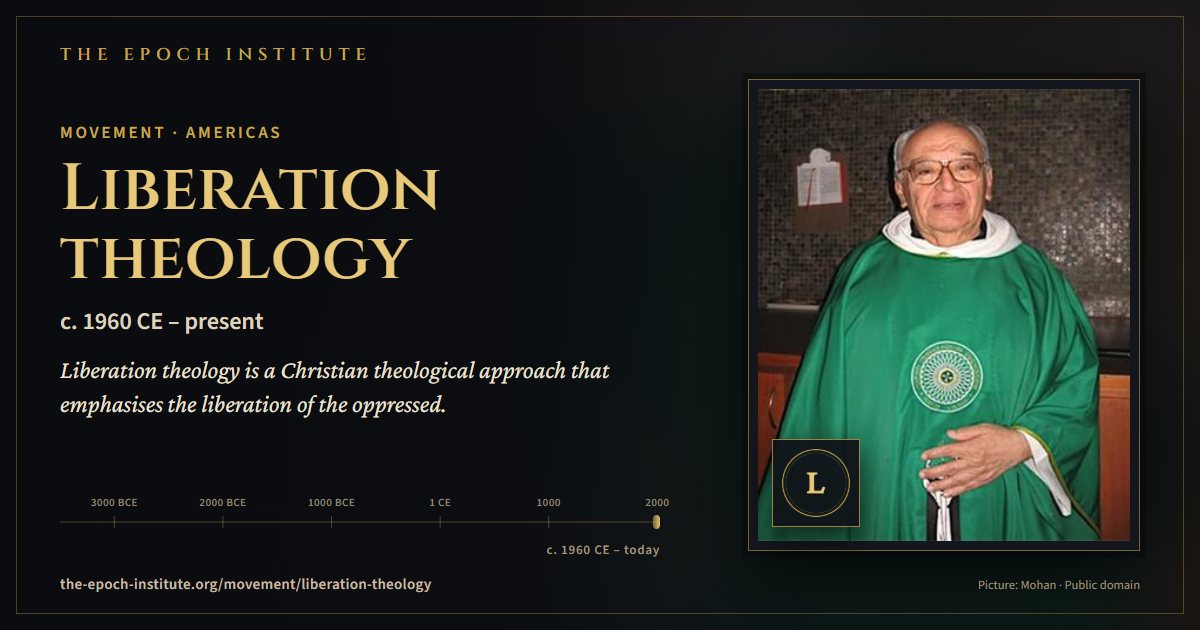 THE EPOCH INSTITUTE
MOVEMENT · AMERICAS
LIBERATION
THEOLOGY
c. 1960 CE – present
Liberation theology is a Christian theological approach that
emphasises the liberation of the oppressed.
3000 BCE 2000 BCE 1000 BCE 1 CE 1000 2000
c. 1960 CE – today
the-epoch-institute.org/movement/liberation-theology
L
Picture: Mohan · Public domain